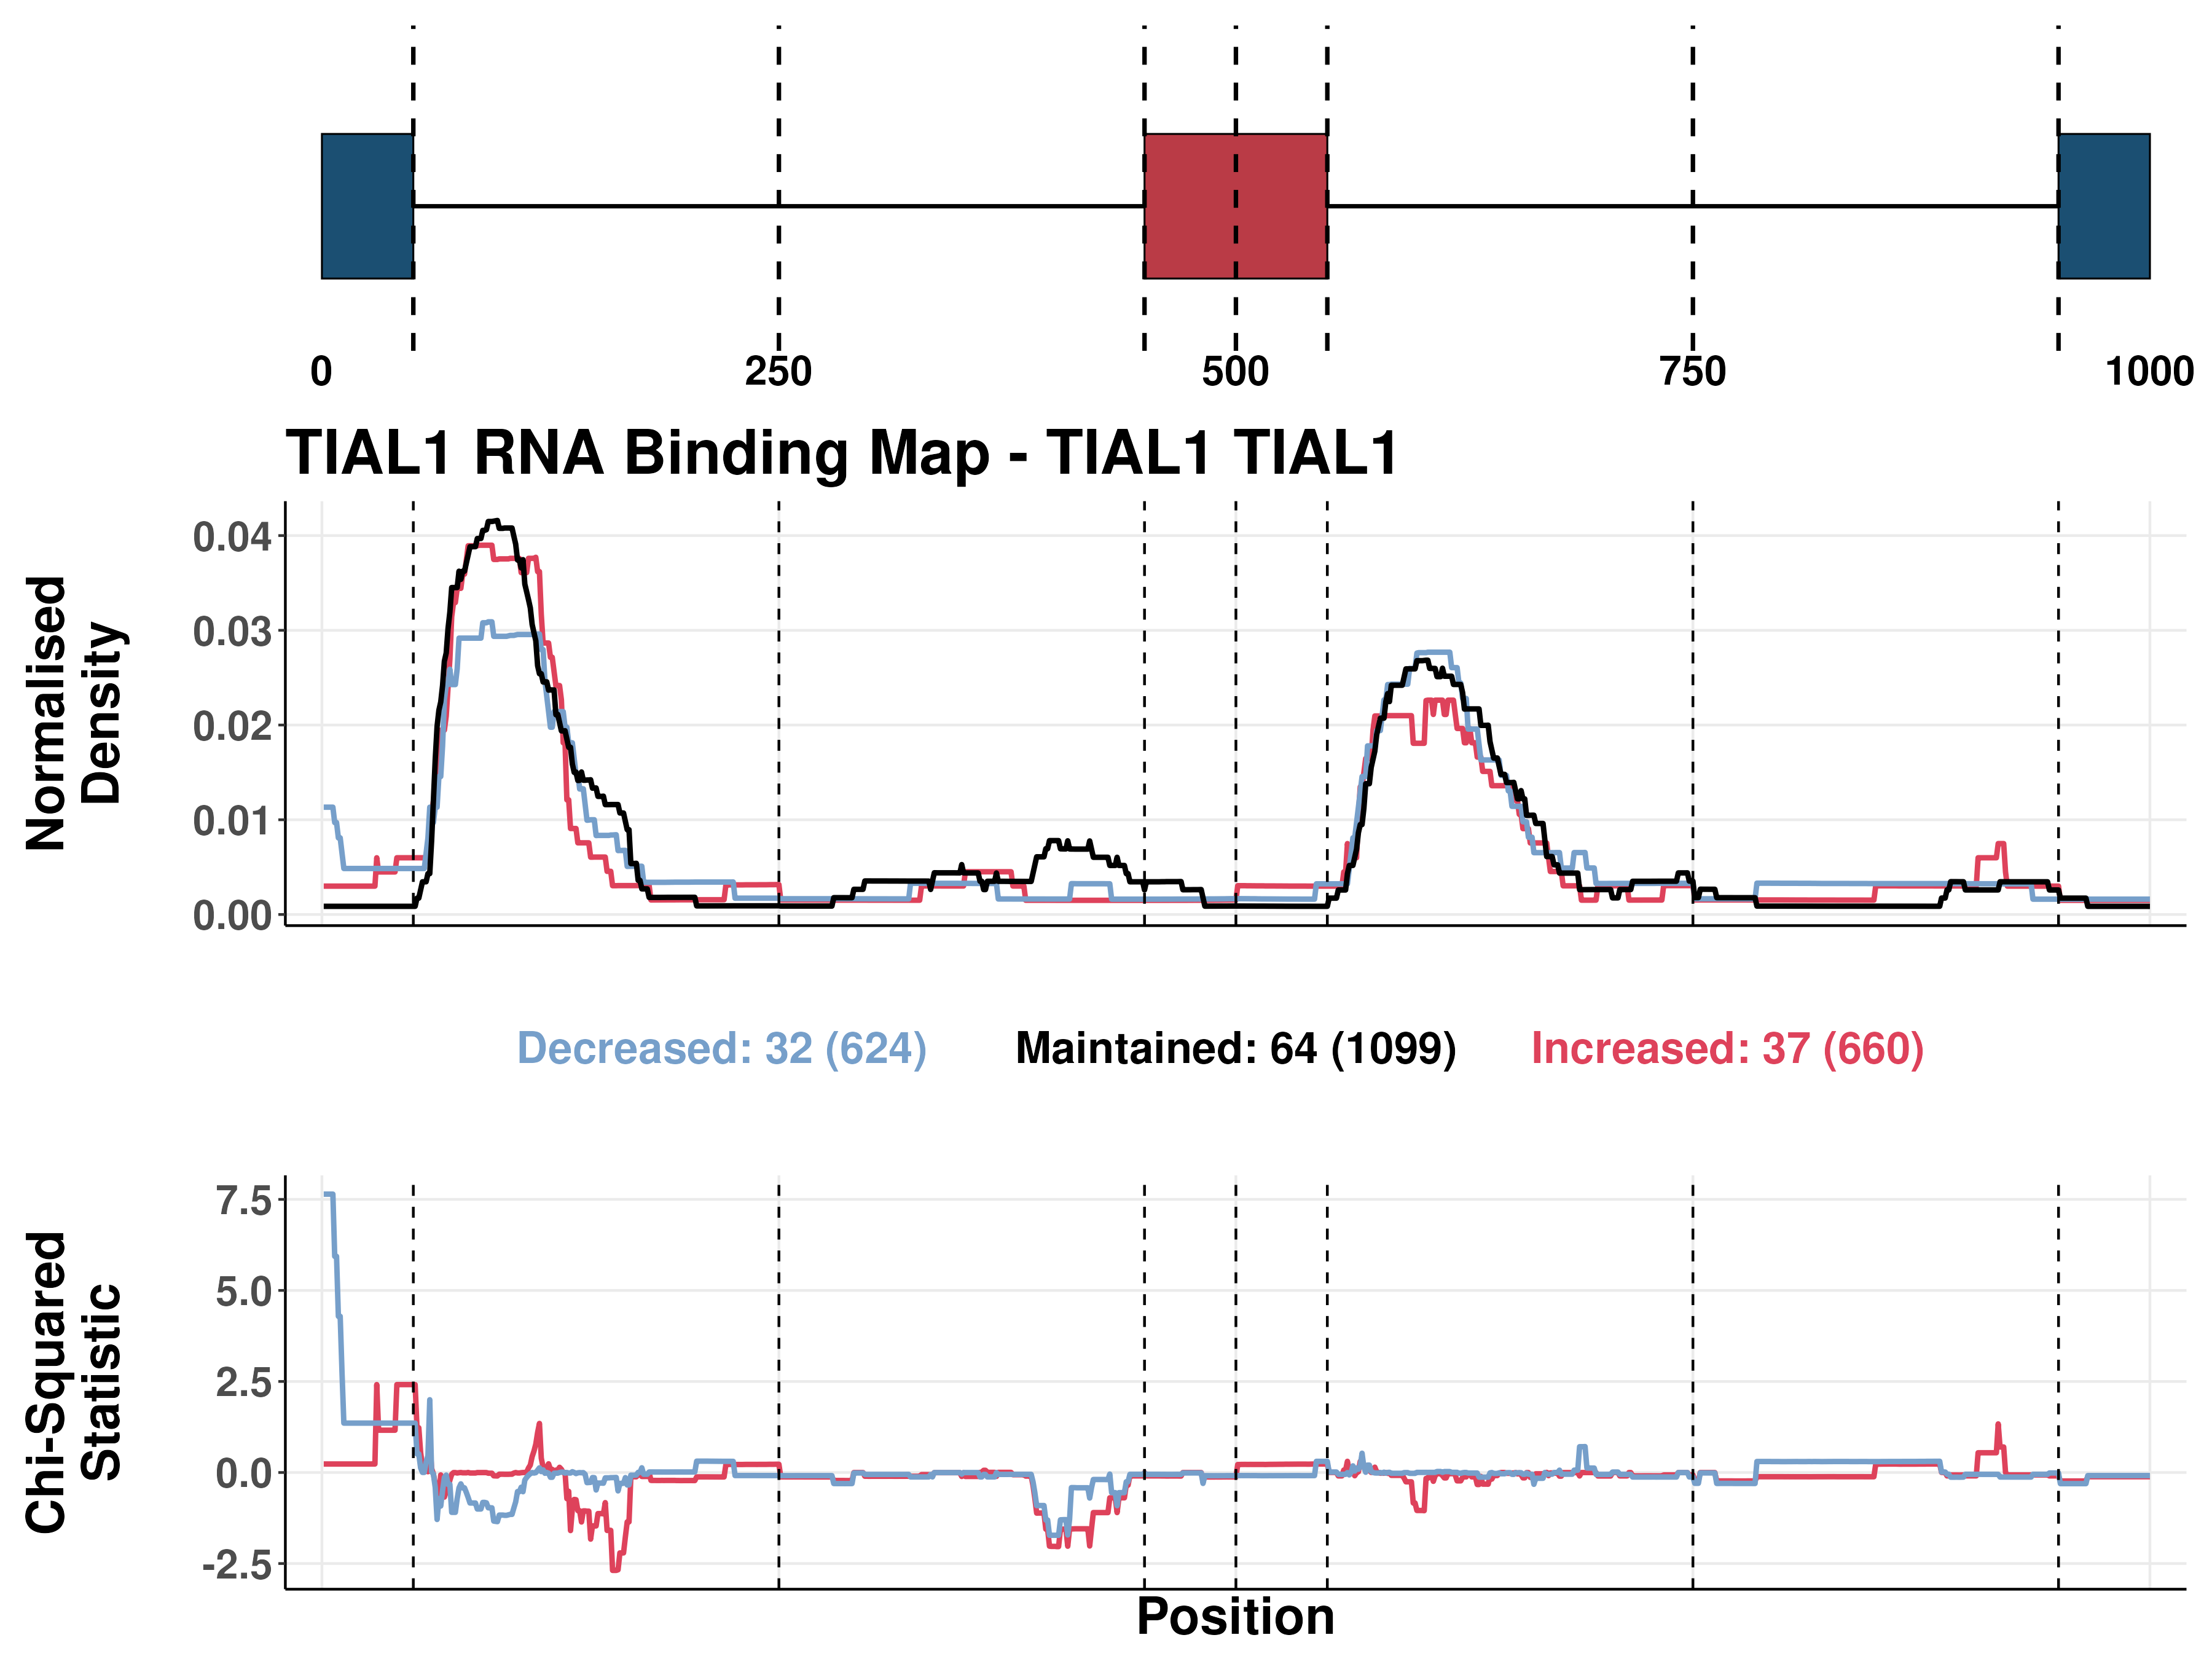 0 250 500 750 1000
TIAL1 RNA Binding Map - TIAL1 TIAL1
Normalised
Density
0.04
0.03
0.02
0.01
0.00
Decreased: 32 (624) Maintained: 64 (1099) Increased: 37 (660)
Chi-Squared
Statistic
7.5
5.0
2.5
0.0
-2.5
Position